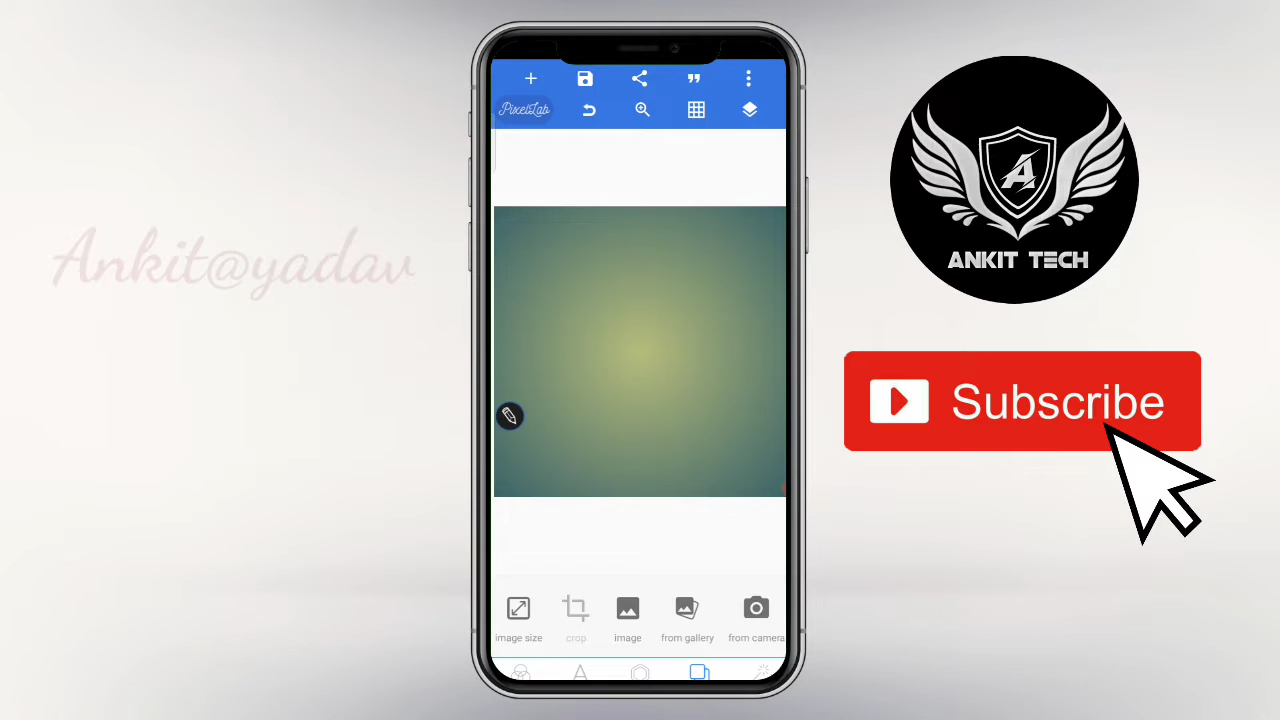 PixelLab
Ankit@yadav
ANKIT TECH
Subscribe
image size
crop
image
from gallery
from camera